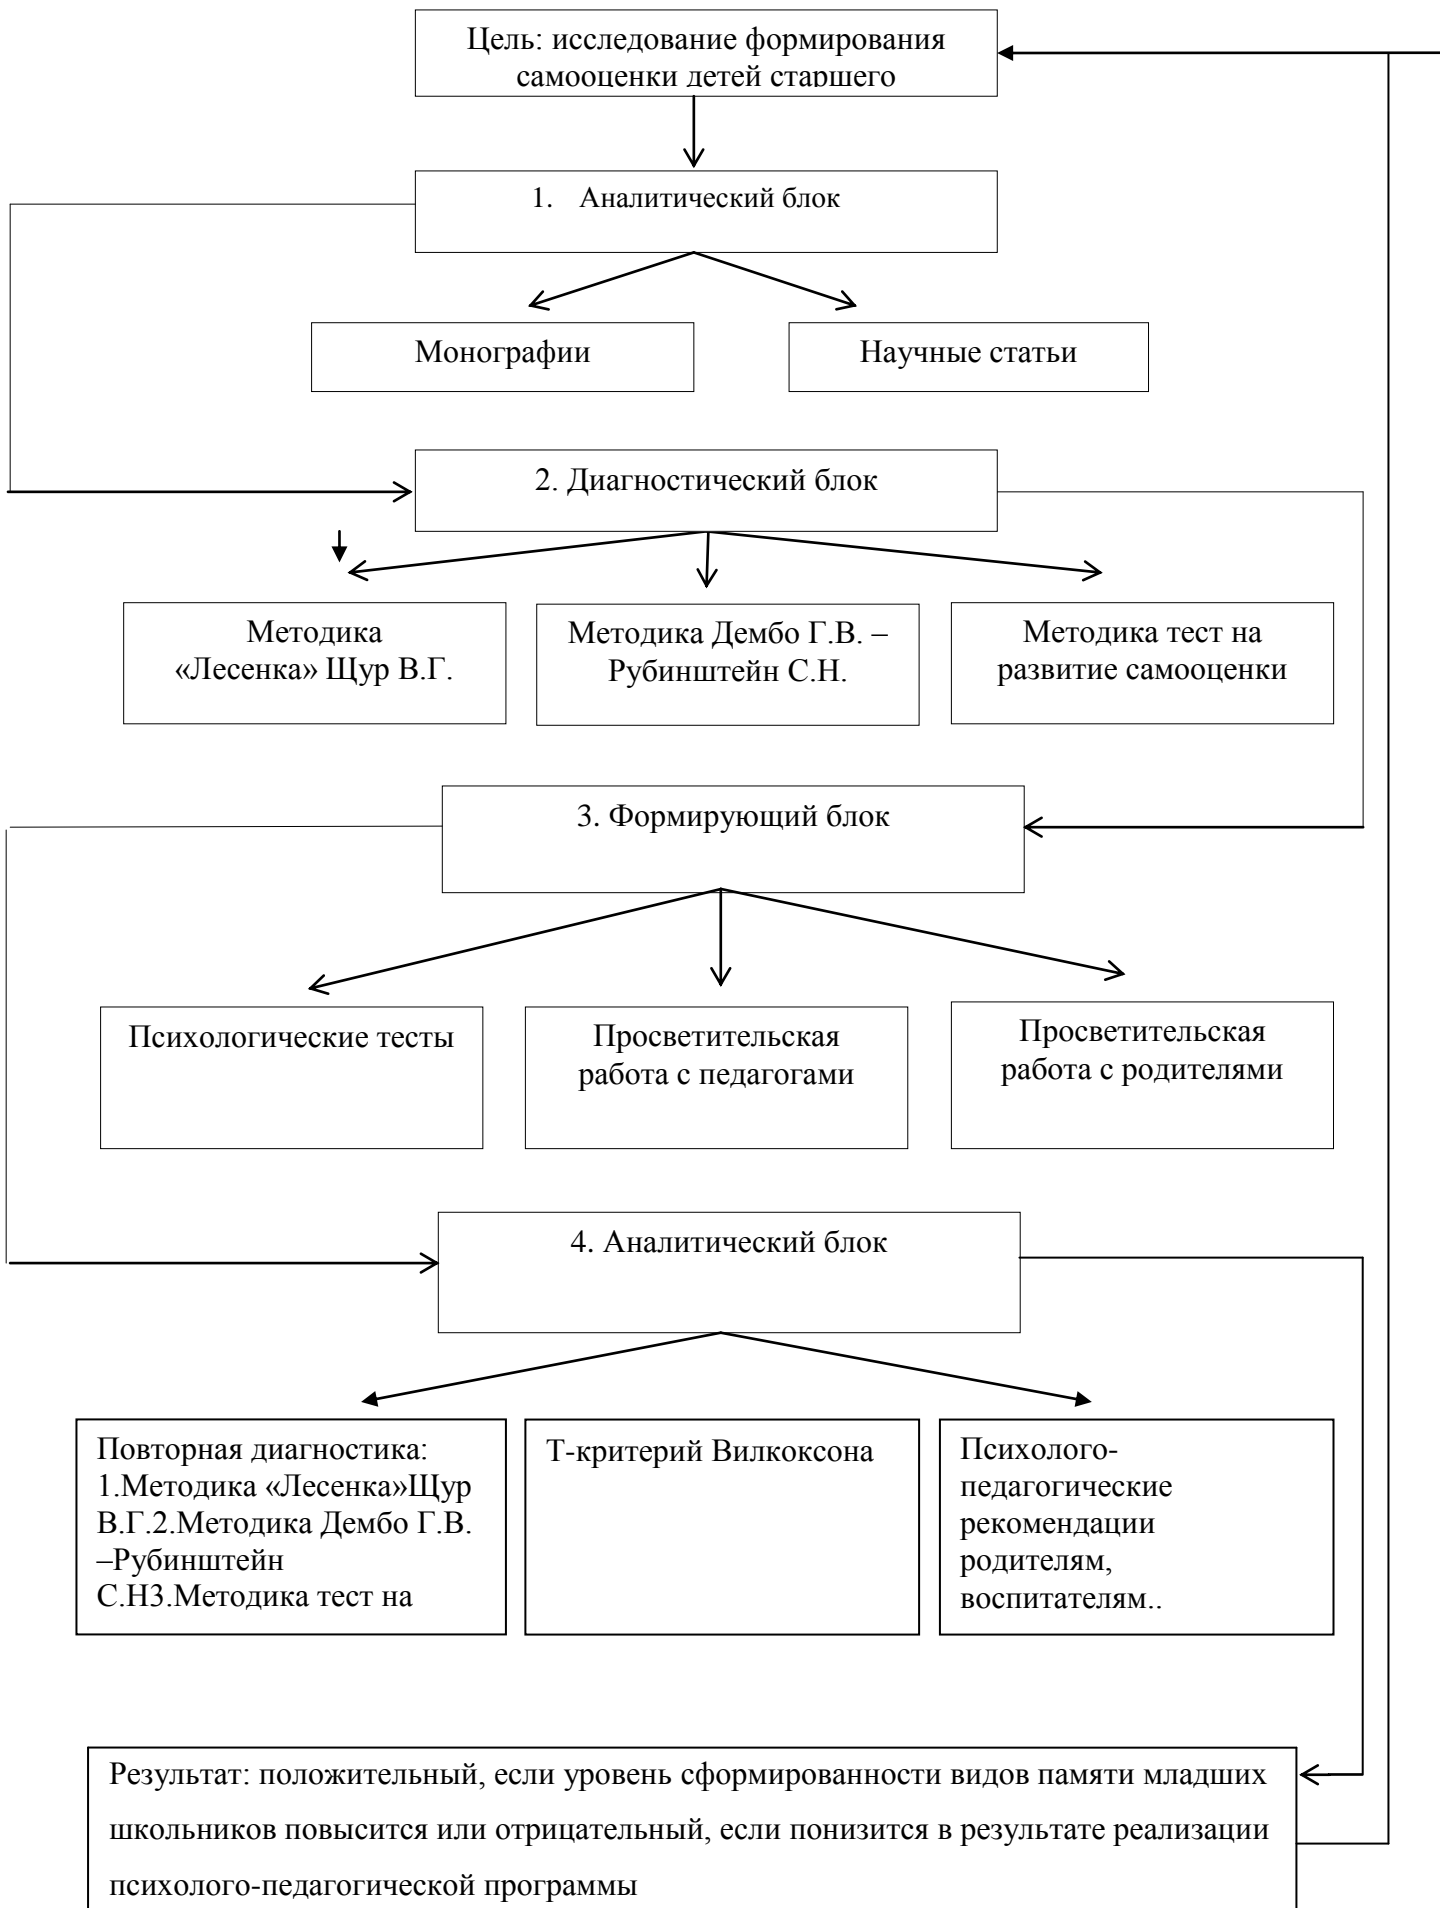 Цель: исследование формирования
самооценки детей старшего
1. Аналитический блок
Монографии
Научные статьи
2. Диагностический блок
Методика
«Лесенка» Щур В.Г.
Методика Дембо Г.В. –
Рубинштейн С.Н.
Методика тест на
развитие самооценки
3. Формирующий блок
Психологические тесты
Просветительская
работа с педагогами
Просветительская
работа с родителями
4. Аналитический блок
Повторная диагностика:
1.Методика «Лесенка»Щур
В.Г.2.Методика Дембо Г.В.
–Рубинштейн
С.Н3.Методика тест на
Т-критерий Вилкоксона
Психолого-
педагогические
рекомендации
родителям,
воспитателям..
Результат: положительный, если уровень сформированности видов памяти младших
школьников повысится или отрицательный, если понизится в результате реализации
психолого-педагогической программы